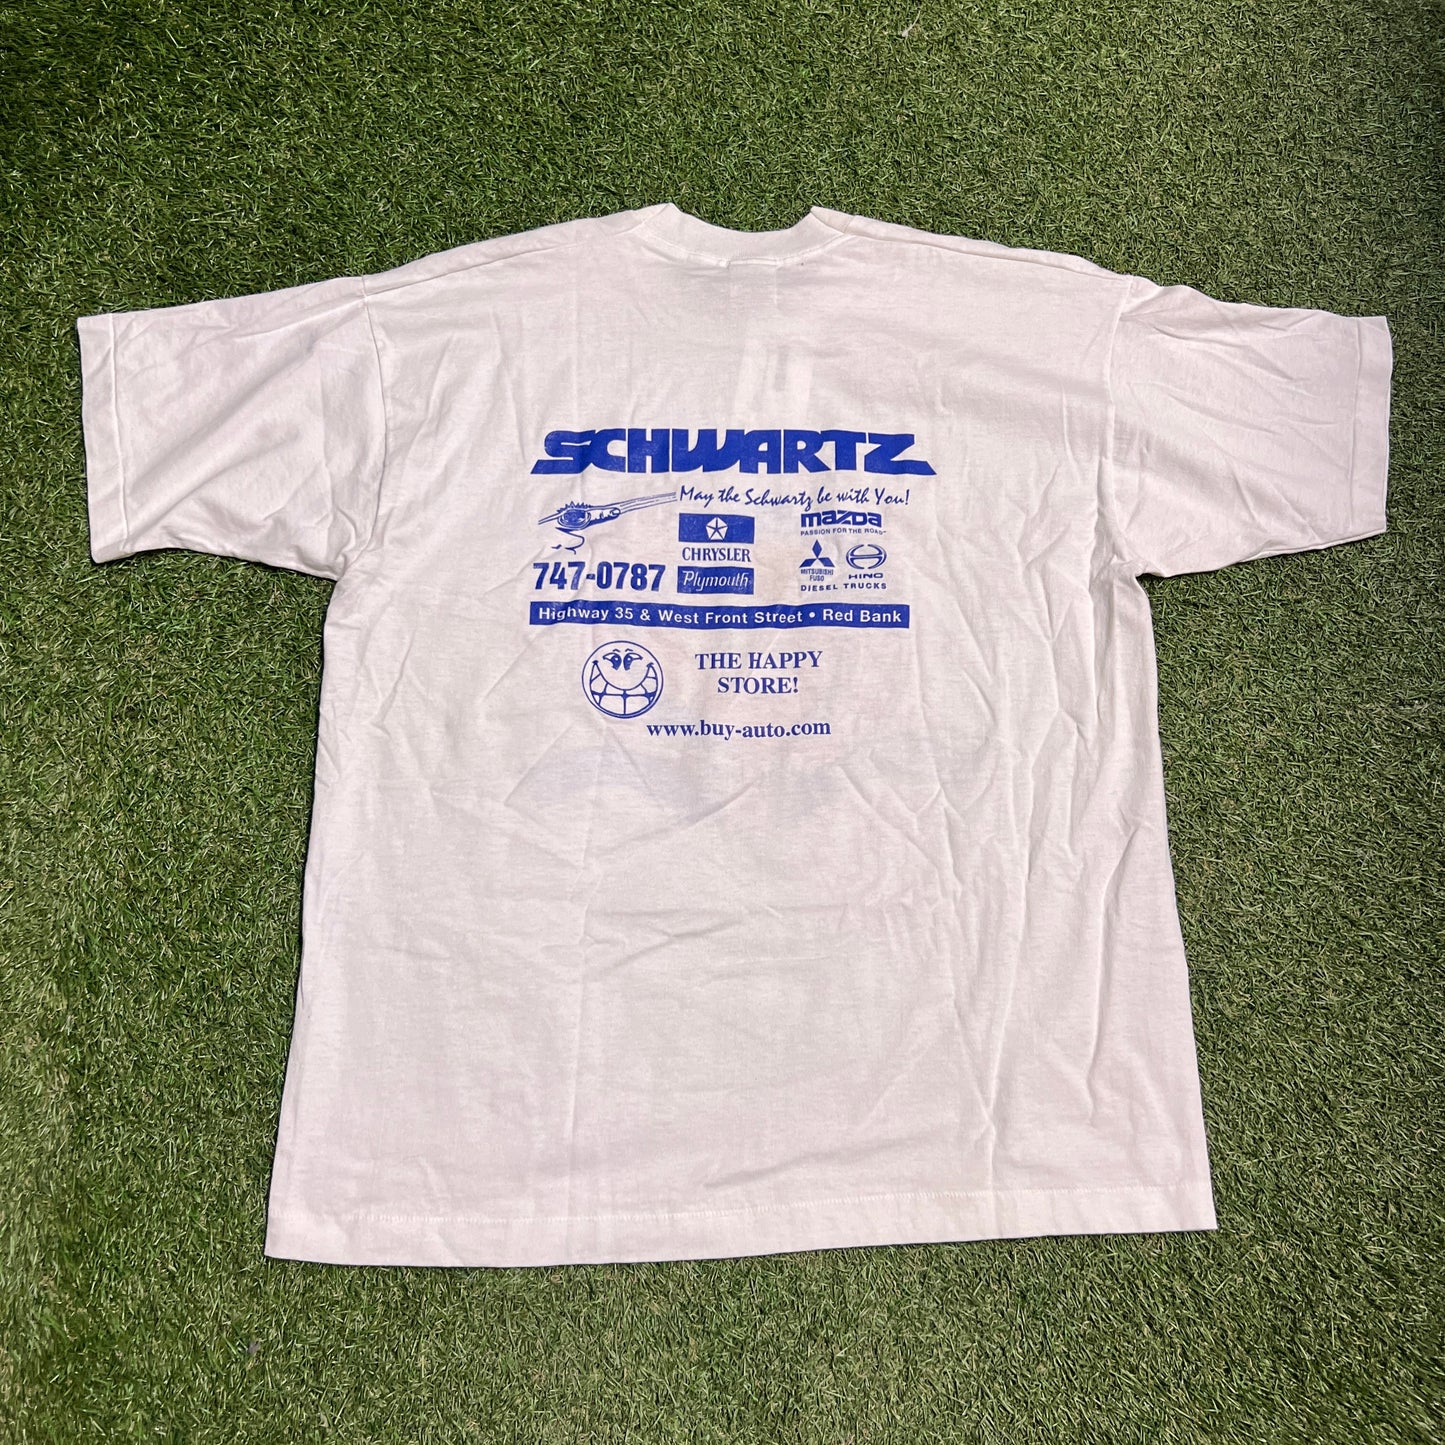 SCHWARTZ
May the Schwartz be with You!
CHRYSLER
Plymouth
mazda
PASSION FOR THE ROAD™
MITSUBISHI
FUSO
HINO
DIESEL TRUCKS
747-0787
Highway 35 & West Front Street • Red Bank
THE HAPPY
STORE!
www.buy-auto.com